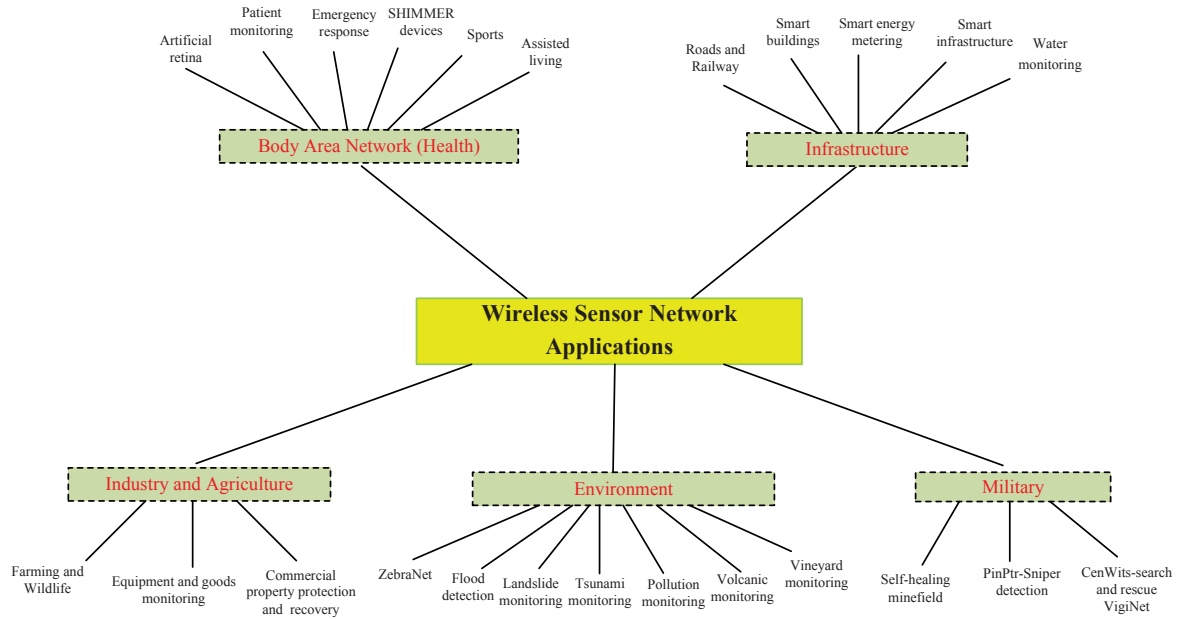 Artificial
retina
Patient
monitoring
Emergency
response
SHIMMER
devices
Sports
Assisted
living
Roads and
Railway
Smart
buildings
Smart energy
metering
Smart
infrastructure
Water
monitoring
Body Area Network (Health)
Infrastructure
Wireless Sensor Network
Applications
Industry and Agriculture
Environment
Military
Farming and
Wildlife
Equipment and goods
monitoring
Commercial
property protection
and recovery
ZebraNet
Flood
detection
Landslide
monitoring
Tsunami
monitoring
Pollution
monitoring
Volcanic
monitoring
Vineyard
monitoring
Self-healing
minefield
PinPtr-Sniper
detection
CenWits-search
and rescue
VigiNet